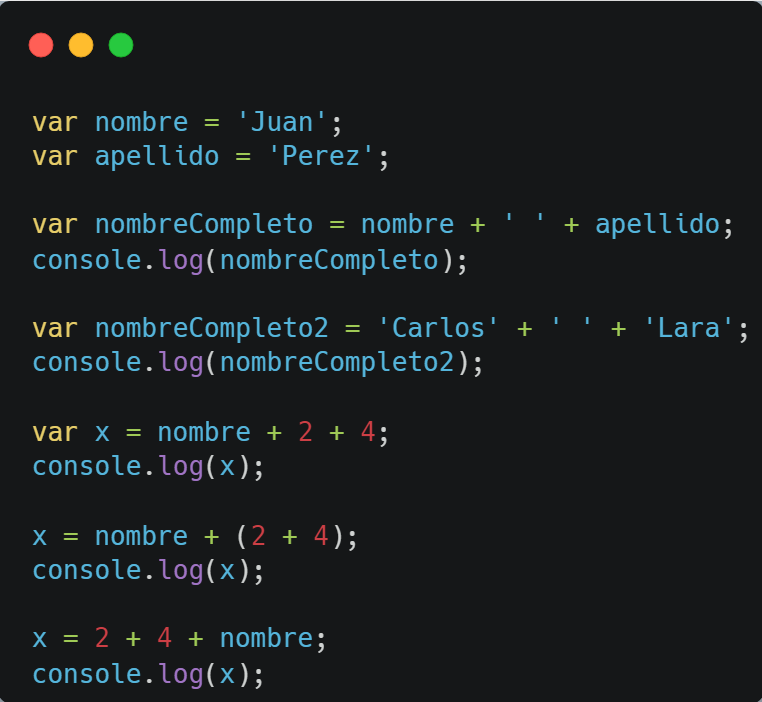 var nombre = 'Juan';
var apellido = 'Perez';
var nombreCompleto = nombre + ' ' + apellido;
console.log(nombreCompleto);
var nombreCompleto2 = 'Carlos' + ' ' + 'Lara';
console.log(nombreCompleto2);
var x = nombre + 2 + 4;
console.log(x);
x = nombre + (2 + 4);
console.log(x);
x = 2 + 4 + nombre;
console.log(x);